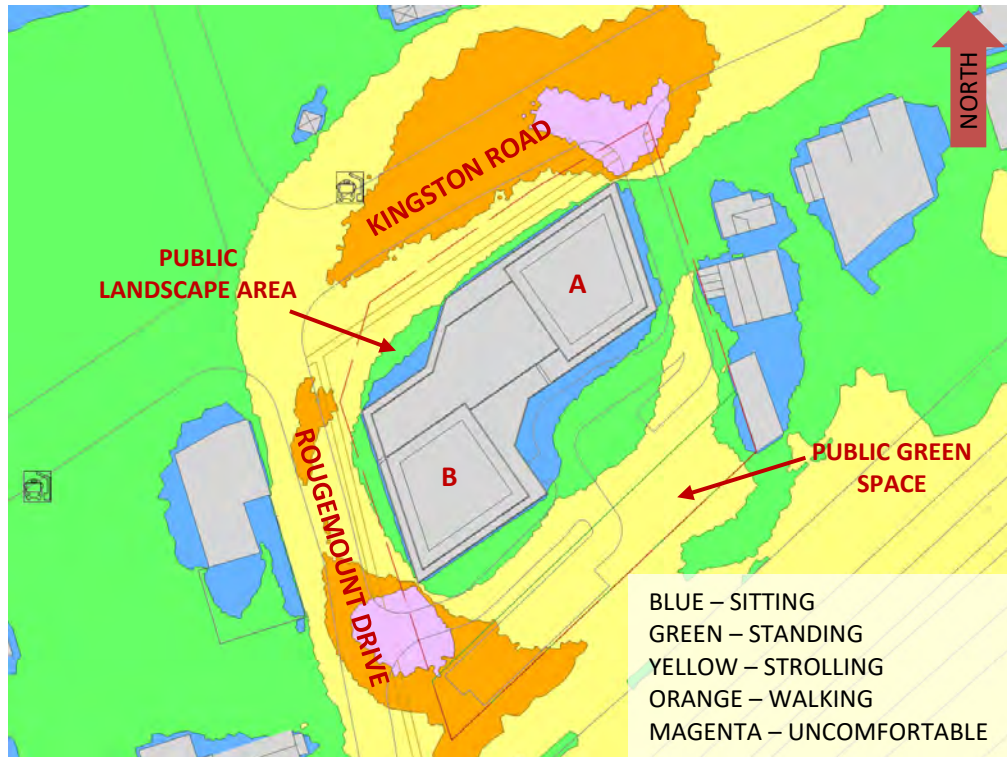 NORTH
KINGSTON ROAD
PUBLIC
LANDSCAPE AREA
A
B
ROUGEMOUNT DRIVE
PUBLIC GREEN
SPACE
BLUE – SITTING
GREEN – STANDING
YELLOW – STROLLING
ORANGE – WALKING
MAGENTA – UNCOMFORTABLE